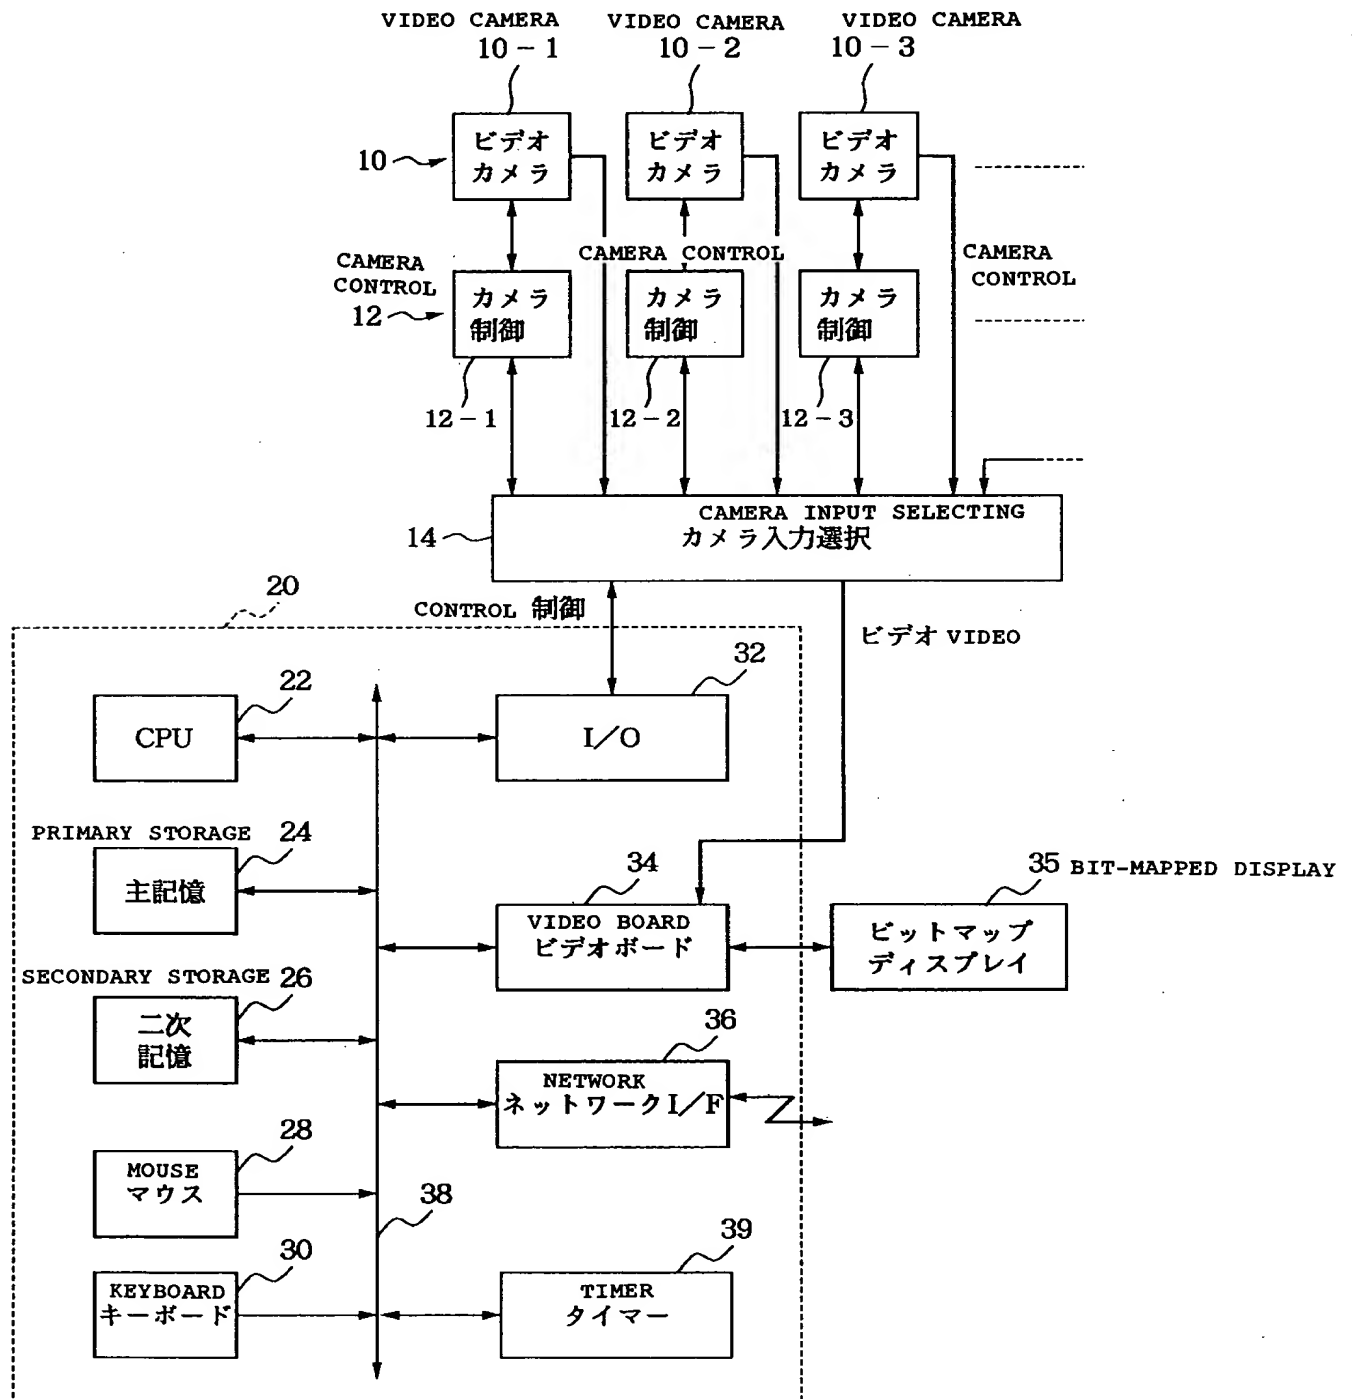 VIDEO CAMERA
10-1
VIDEO CAMERA
10-2
VIDEO CAMERA
10-3
10
ビデオ
カメラ
ビデオ
カメラ
ビデオ
カメラ
CAMERA
CONTROL
12
CAMERA CONTROL
CAMERA
CONTROL
カメラ
制御
カメラ
制御
カメラ
制御
12-1
12-2
12-3
14
CAMERA INPUT SELECTING
カメラ入力選択
20
CONTROL 制御
ビデオ VIDEO
22
CPU
32
I/O
PRIMARY STORAGE
24
主記憶
34
VIDEO BOARD
ビデオボード
35 BIT-MAPPED DISPLAY
ビットマップ
ディスプレイ
SECONDARY STORAGE
26
二次
記憶
36
NETWORK
ネットワークI/F
28
MOUSE
マウス
38
30
KEYBOARD
キーボード
39
TIMER
タイマー